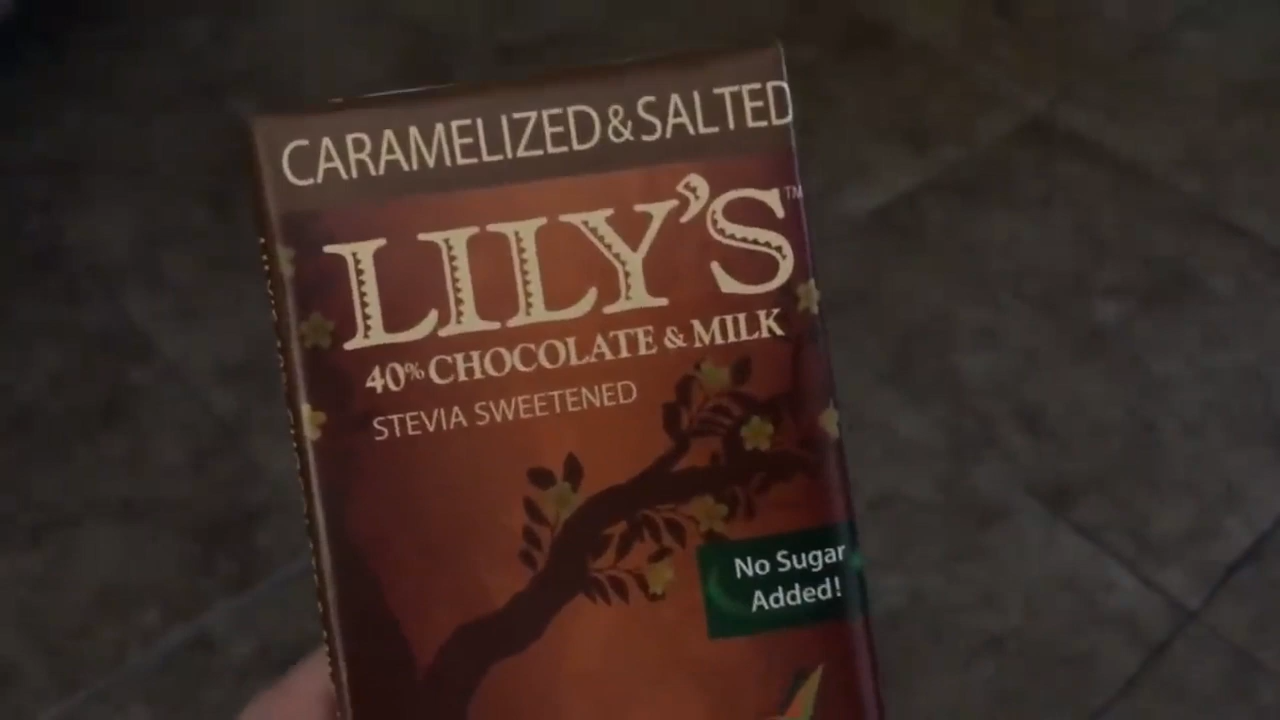 CARAMELIZED & SALTED
LILY'S™
40% CHOCOLATE & MILK
STEVIA SWEETENED
No Sugar
Added!